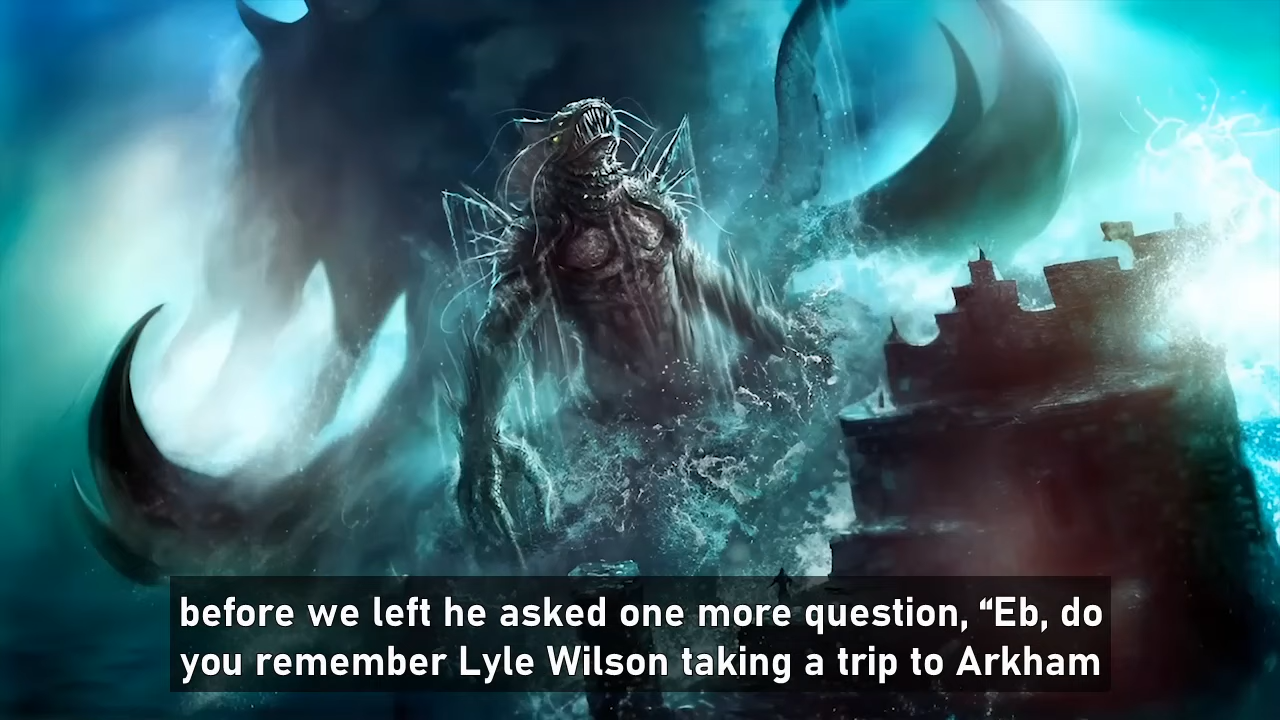 before we left he asked one more question, “Eb, do
you remember Lyle Wilson taking a trip to Arkham